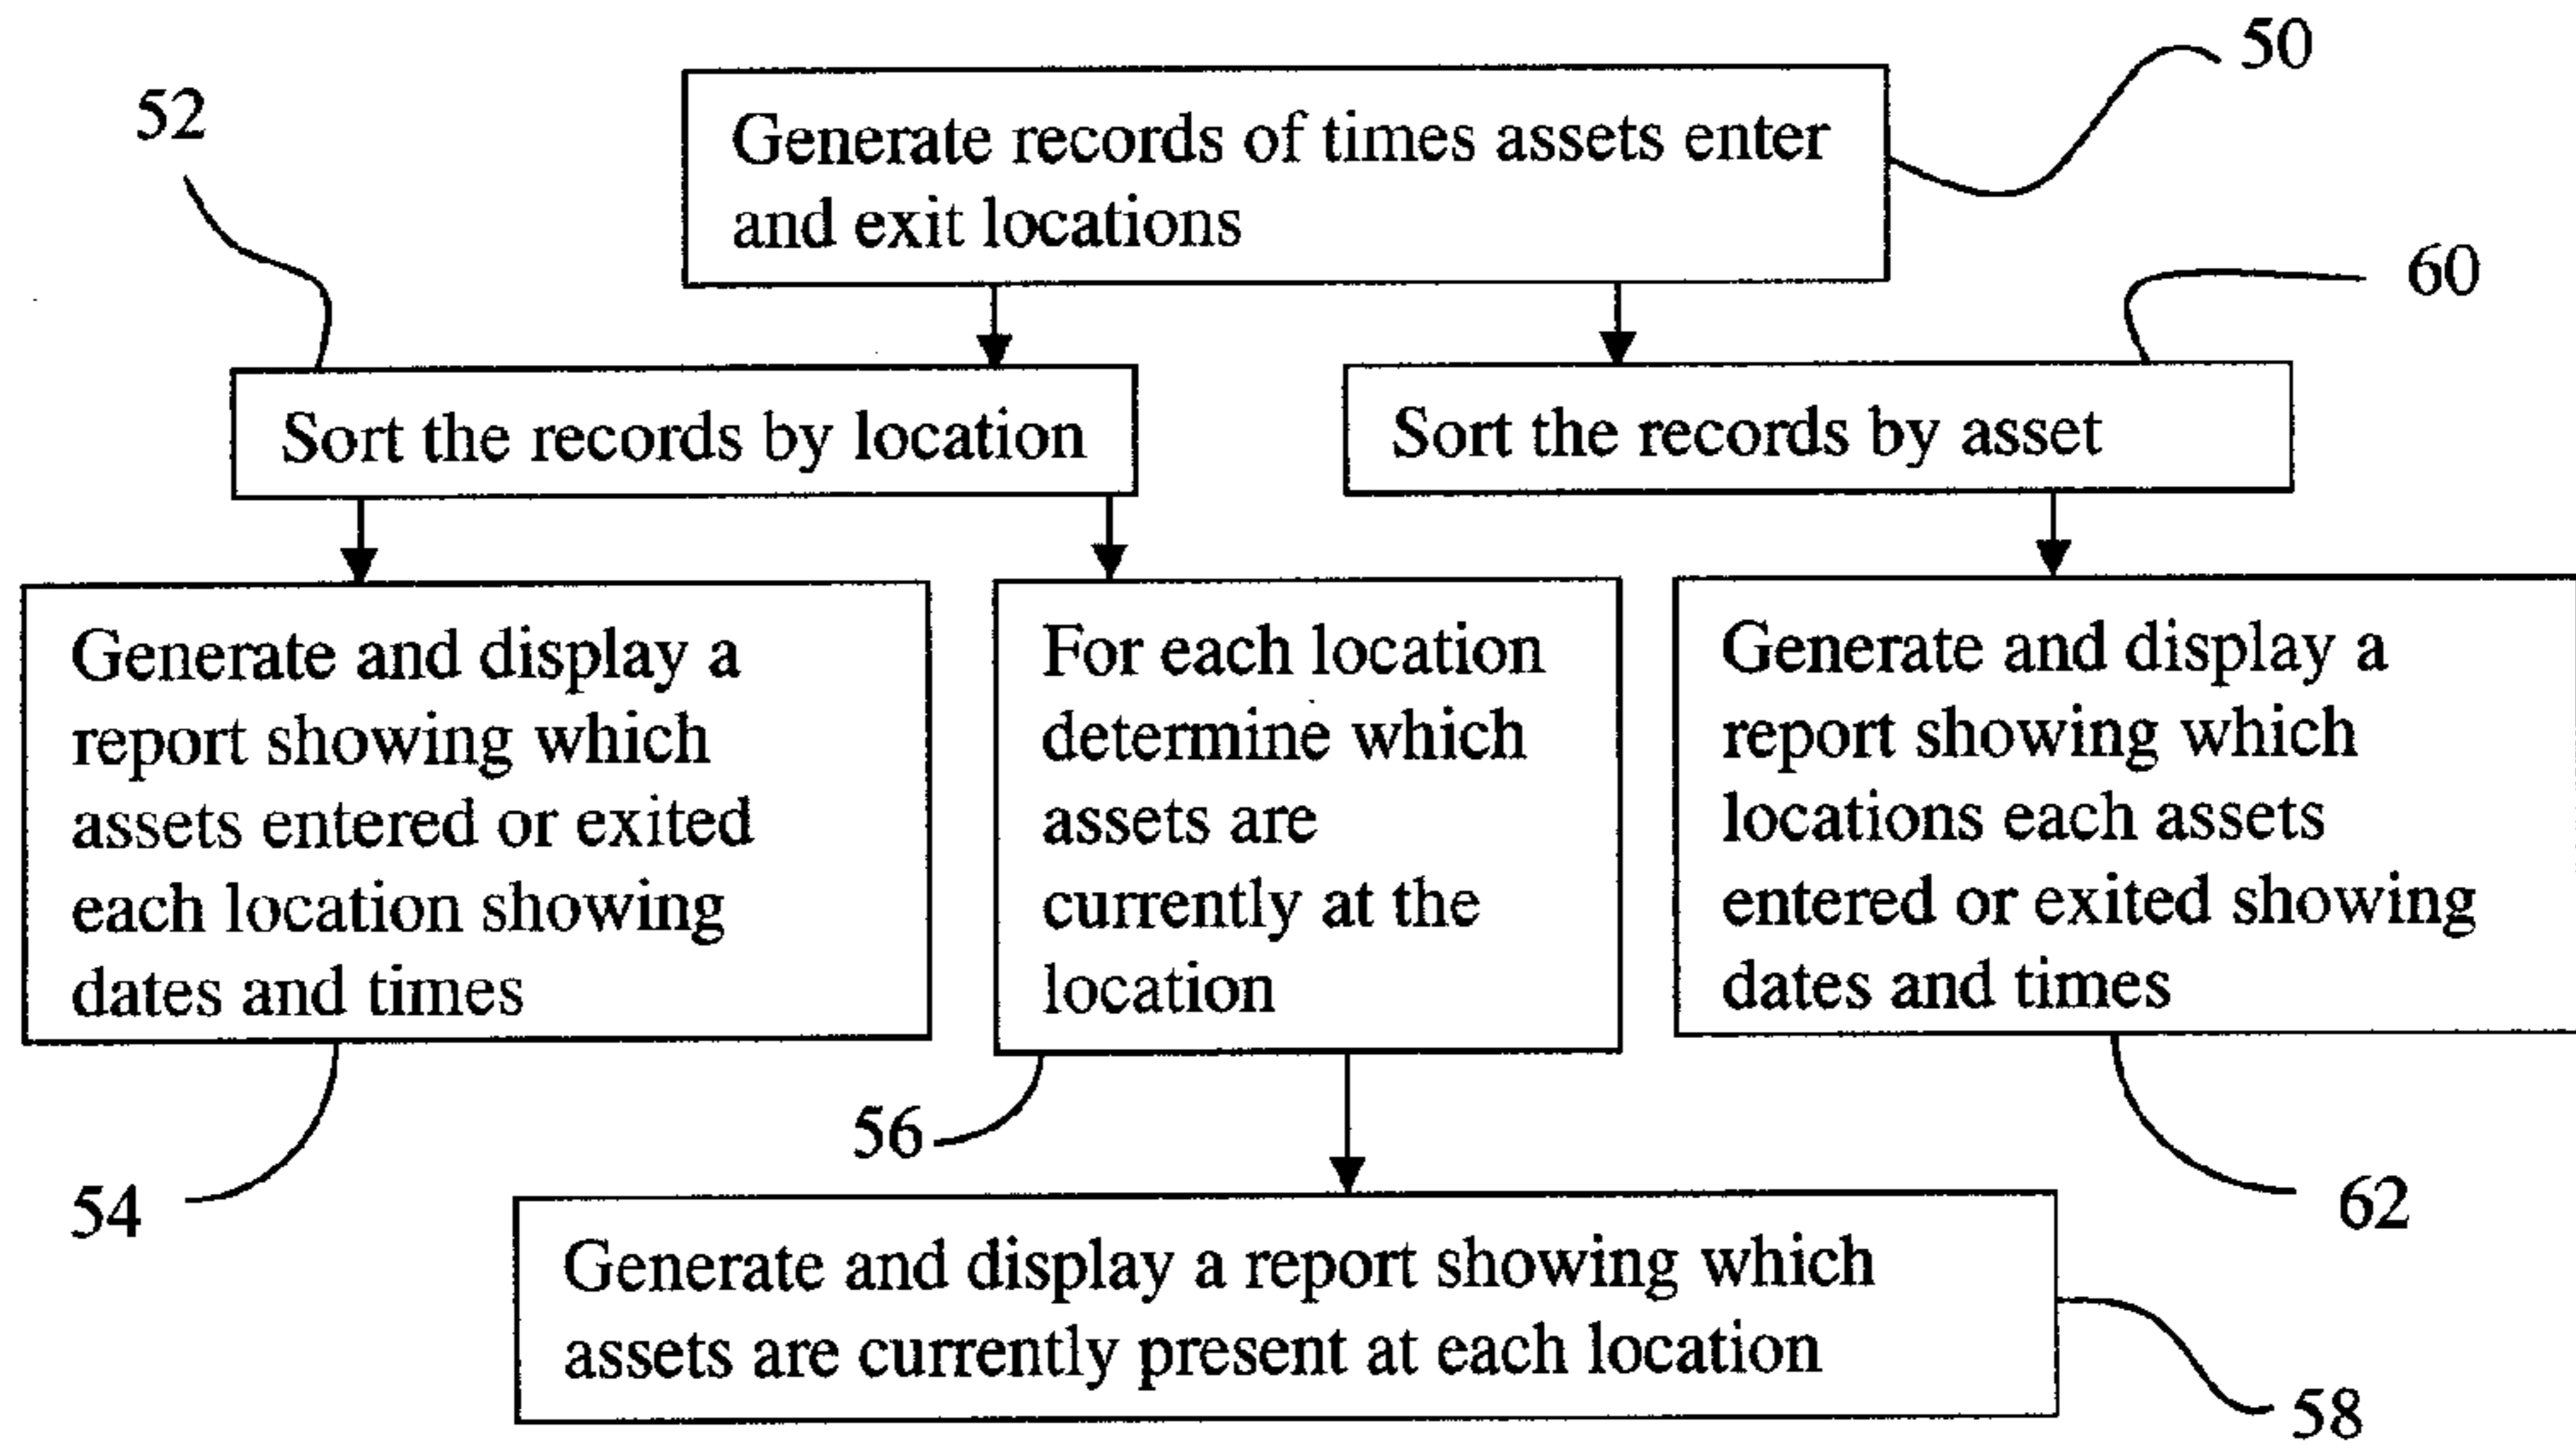 50
52
Generate records of times assets enter
and exit locations
60
Sort the records by location
Sort the records by asset
Generate and display a
report showing which
assets entered or exited
each location showing
dates and times
For each location
determine which
assets are
currently at the
location
Generate and display a
report showing which
locations each assets
entered or exited showing
dates and times
56
54
62
Generate and display a report showing which
assets are currently present at each location
58